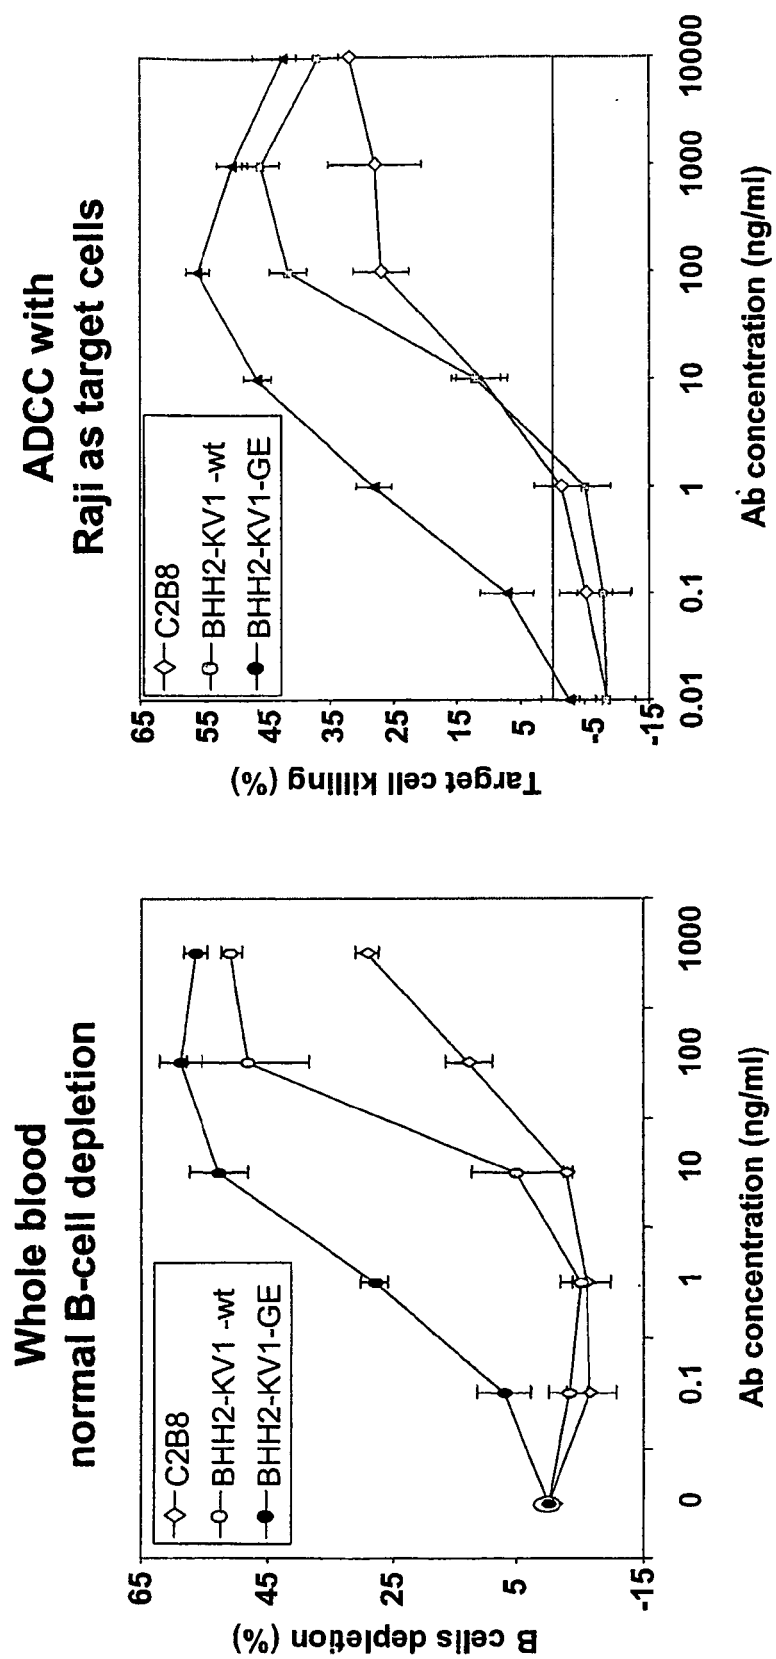 Whole blood
normal B-cell depletion
C2B8
BHH2-KV1 -wt
BHH2-KV1-GE
65
45
25
5
-15
B cells depletion (%)
0
0.1
1
10
100
1000
Ab concentration (ng/ml)
ADCC with
Raji as target cells
C2B8
BHH2-KV1 -wt
BHH2-KV1-GE
65
55
45
35
25
15
5
-5
-15
Target cell killing (%)
0.01
0.1
1
10
100
1000
10000
Ab concentration (ng/ml)